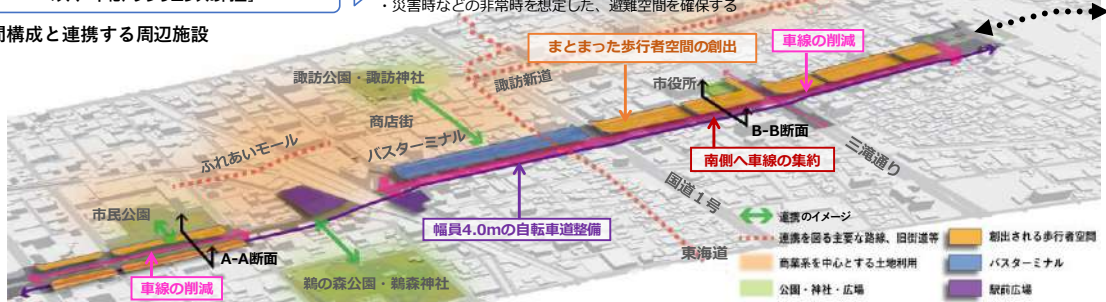 ・災害時などの非常時を想定した、避難空間を確保する
間構成と連携する周辺施設
まとまった歩行者空間の創出
車線の削減
諏訪公園・諏訪神社
諏訪新道
市役所
商店街
バスターミナル
B-B断面
ふれあいモール
三滝通り
南側へ車線の集約
国道1号
市民公園
幅員4.0mの自転車道整備
東海道
A-A断面
車線の削減
鵜の森公園・鵜森神社
連携のイメージ
連携を図る主要な路線、旧街道等
商業系を中心とする土地利用
公園・神社・広場
創出される歩行者空間
バスターミナル
駅前広場